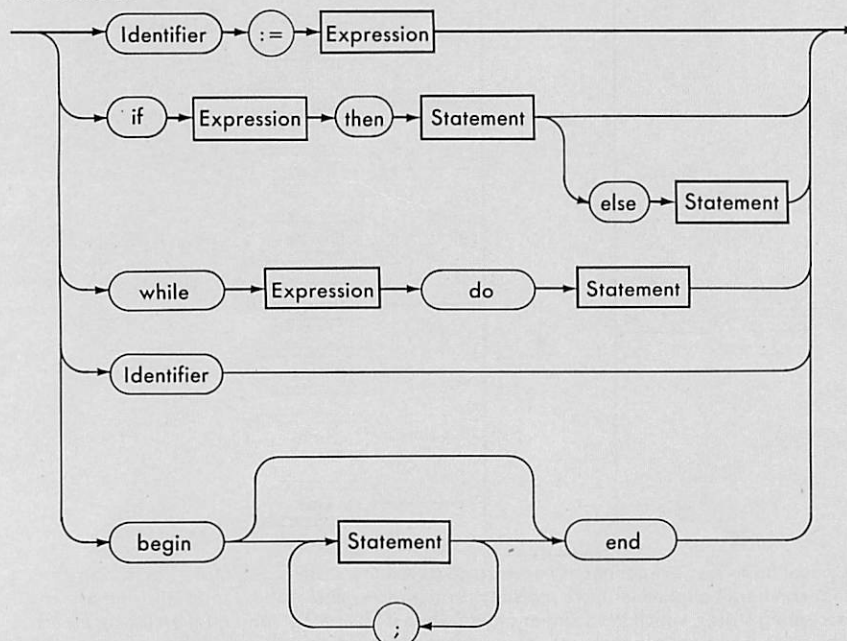 Identifier := Expression
if Expression then Statement
else Statement
while Expression do Statement
Identifier
begin Statement end
;